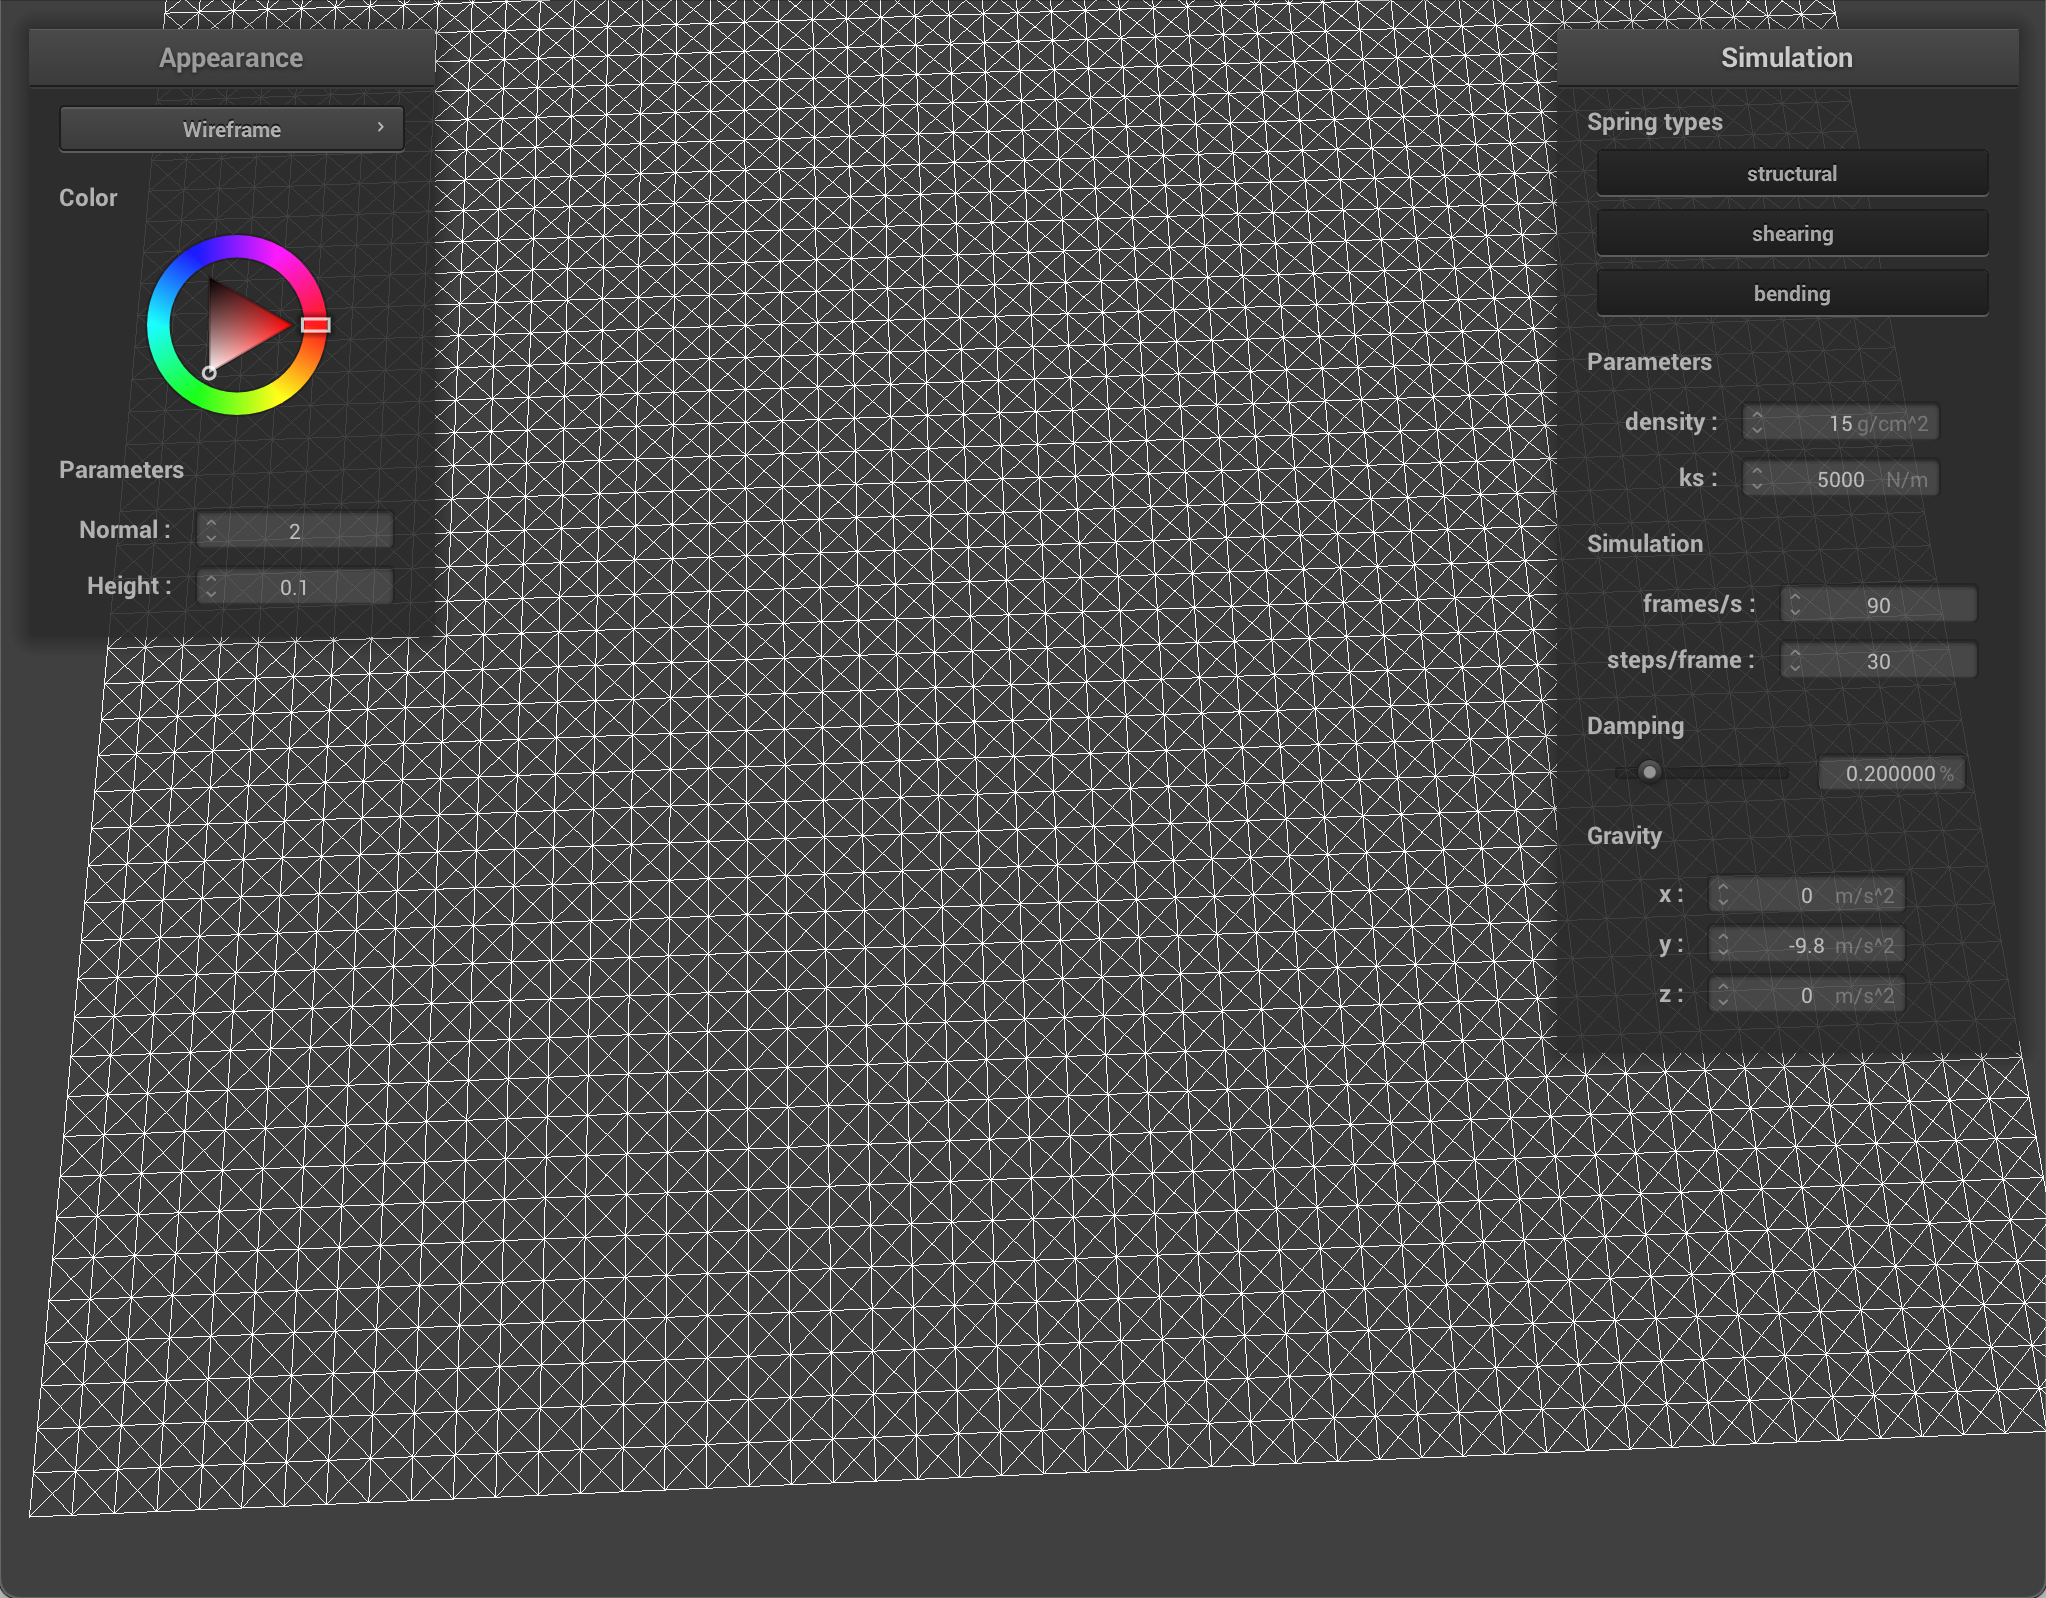 Appearance
Wireframe
Color
Parameters
Normal : 2
Height : 0.1
Simulation
Spring types
structural
shearing
bending
Parameters
density : 15 g/cm^2
ks : 5000 N/m
Simulation
frames/s : 90
steps/frame : 30
Damping
0.200000 %
Gravity
x : 0 m/s^2
y : -9.8 m/s^2
z : 0 m/s^2